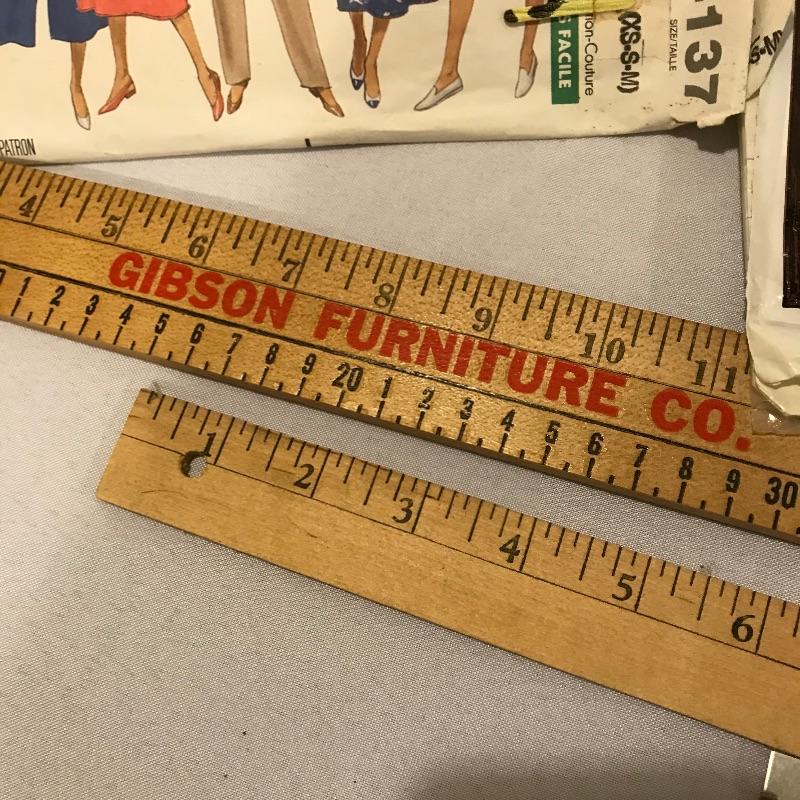 PATRON
FACILE
ion-Couture
(XS•S•M)
SIZE/TAILLE
137
S-M
4 5 6 7 8 9 10 11
GIBSON FURNITURE CO.
1 2 3 4 5 6 7 8 9 20 1 2 3 4 5 6 7 8 9 30
1 2 3 4 5 6